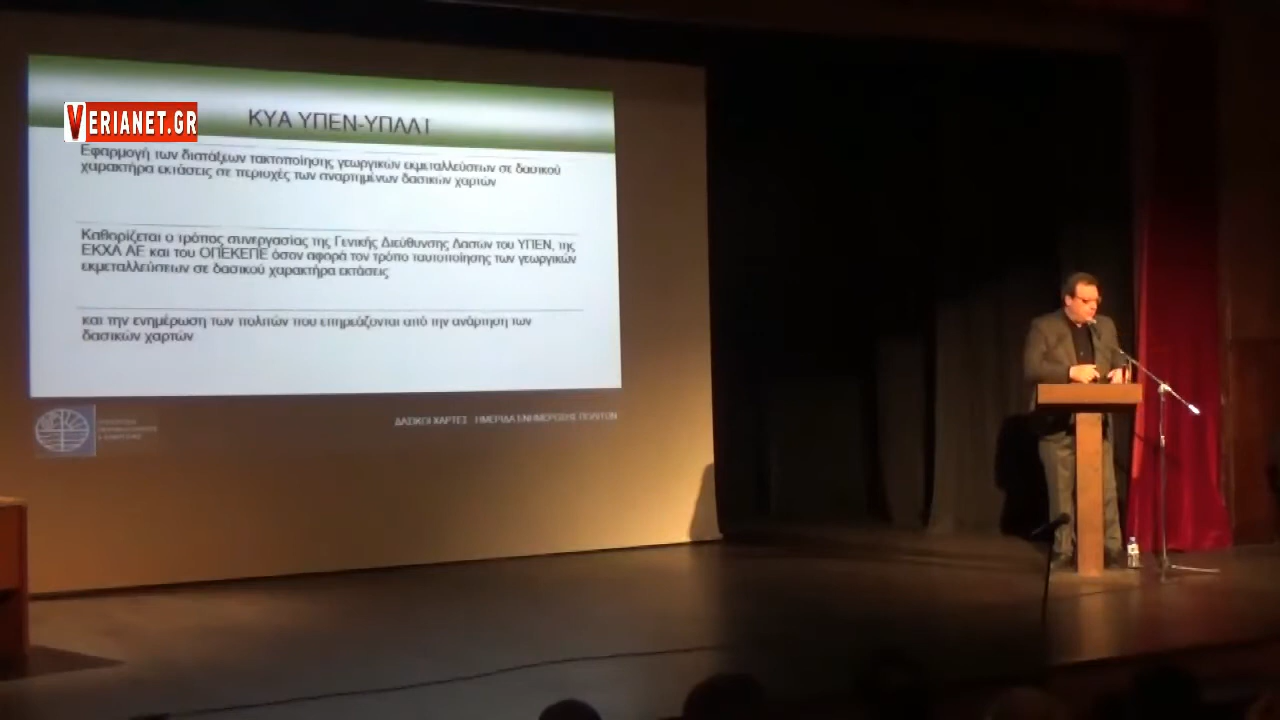 VERIANET.GR
ΚΥΑ ΥΠΕΝ-ΥΠΑΑΤ
Εφαρμογή των διατάξεων τακτοποίησης γεωργικών εκμεταλλεύσεων σε δασικού
χαρακτήρα εκτάσεις σε περιοχές των αναρτημένων δασικών χαρτών
Καθορίζεται ο τρόπος συνεργασίας της Γενικής Διεύθυνσης Δασών του ΥΠΕΝ, της
ΕΚΧΑ ΑΕ και του ΟΠΕΚΕΠΕ όσον αφορά τον τρόπο ταυτοποίησης των γεωργικών
εκμεταλλεύσεων σε δασικού χαρακτήρα εκτάσεις
και την ενημέρωση των πολιτών που επηρεάζονται από την ανάρτηση των
δασικών χαρτών
ΔΑΣΙΚΟΙ ΧΑΡΤΕΣ - ΗΜΕΡΙΔΑ ΕΝΗΜΕΡΩΣΗΣ ΠΟΛΙΤΩΝ